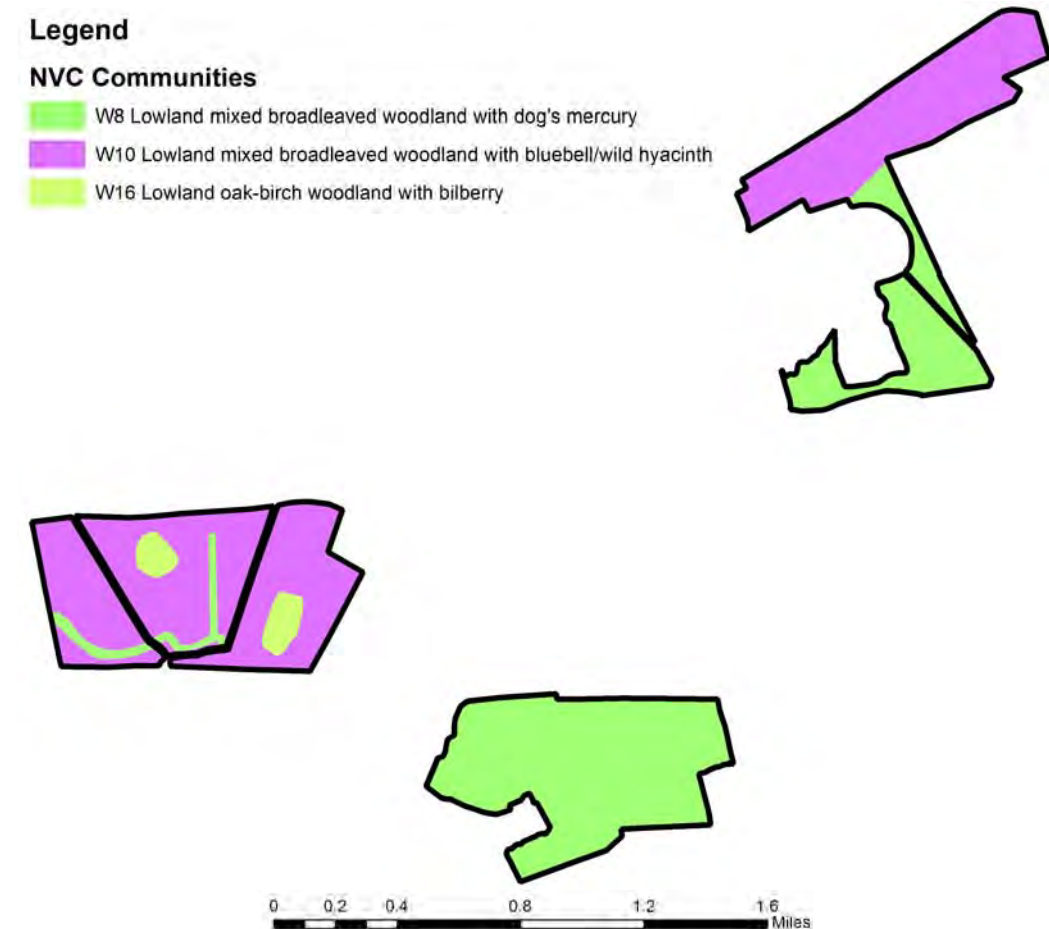 Legend
NVC Communities
W8 Lowland mixed broadleaved woodland with dog's mercury
W10 Lowland mixed broadleaved woodland with bluebell/wild hyacinth
W16 Lowland oak-birch woodland with bilberry
0 0.2 0.4 0.8 1.2 1.6
Miles